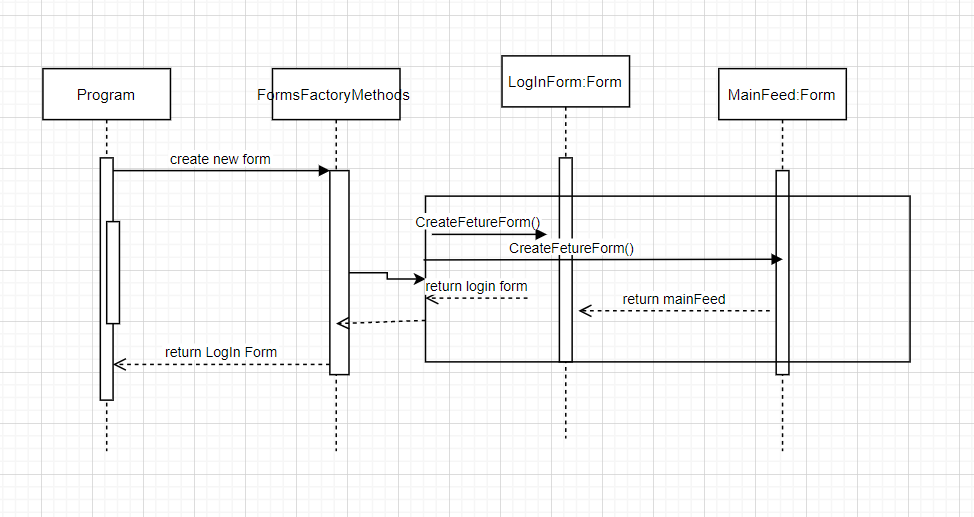 Program
FormsFactoryMethods
LogInForm:Form
MainFeed:Form
create new form
CreateFetureForm()
CreateFetureForm()
return login form
return mainFeed
return LogIn Form